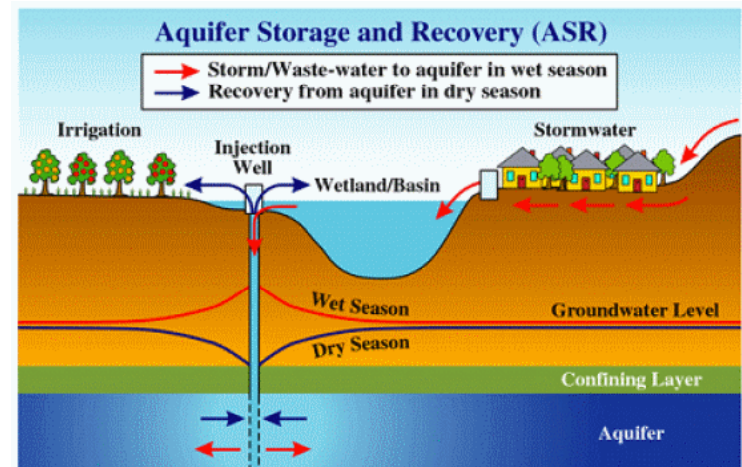 Aquifer Storage and Recovery (ASR)
Storm/Waste-water to aquifer in wet season
Recovery from aquifer in dry season
Irrigation
Stormwater
Injection
Well
Wetland/Basin
Wet Season
Groundwater Level
Dry Season
Confining Layer
Aquifer